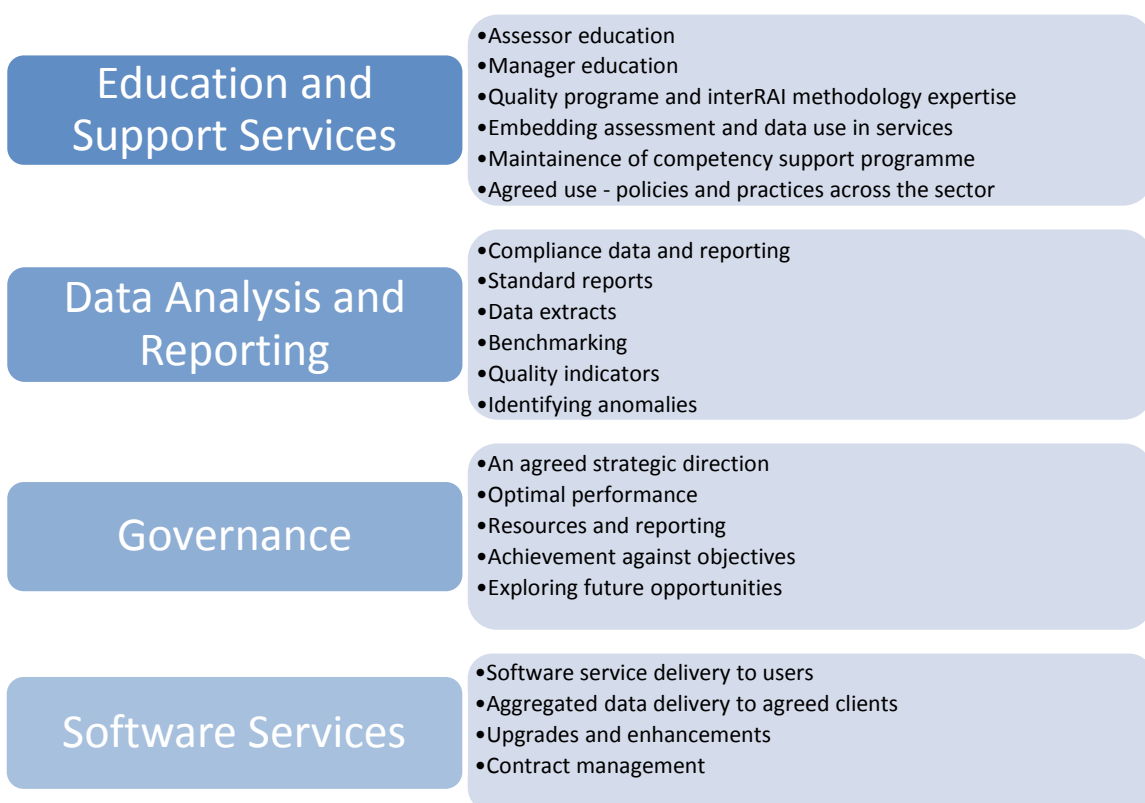 Education and
Support Services
•Assessor education
•Manager education
•Quality programe and interRAI methodology expertise
•Embedding assessment and data use in services
•Maintainence of competency support programme
•Agreed use - policies and practices across the sector
Data Analysis and
Reporting
•Compliance data and reporting
•Standard reports
•Data extracts
•Benchmarking
•Quality indicators
•Identifying anomalies
Governance
•An agreed strategic direction
•Optimal performance
•Resources and reporting
•Achievement against objectives
•Exploring future opportunities
Software Services
•Software service delivery to users
•Aggregated data delivery to agreed clients
•Upgrades and enhancements
•Contract management